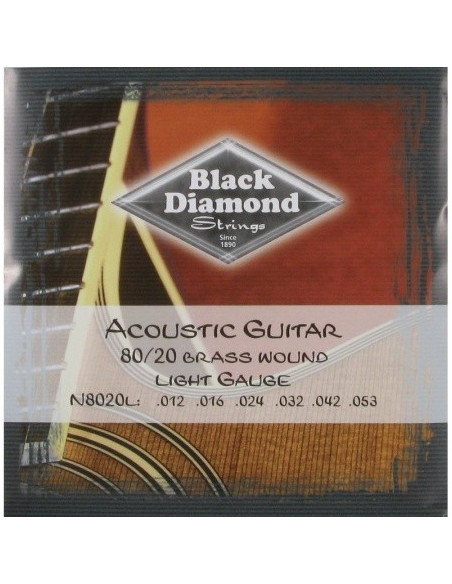 Black
Diamond
Strings
Since
1890
Acoustic Guitar
80/20 Brass Wound
Light Gauge
N8020L: .012 .016 .024 .032 .042 .053